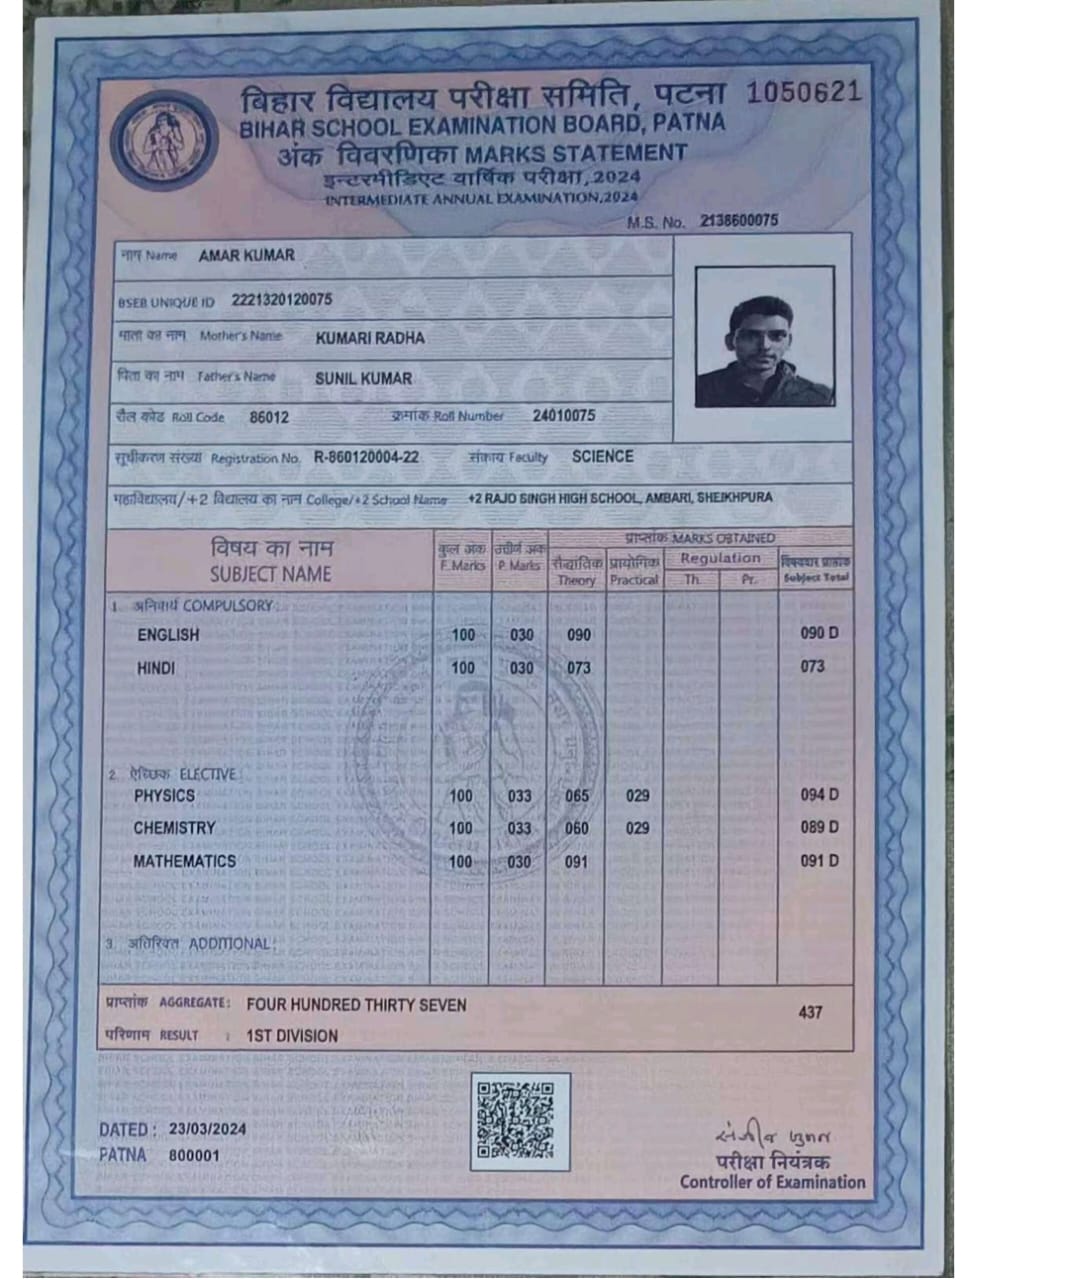 बिहार विद्यालय परीक्षा समिति, पटना 1050621
BIHAR SCHOOL EXAMINATION BOARD, PATNA
अंक विवरणिका MARKS STATEMENT
इन्टरमीडिएट वार्षिक परीक्षा, 2024
INTERMEDIATE ANNUAL EXAMINATION, 2024
M.S. No. 2138600075
नाम Name AMAR KUMAR
BSEB UNIQUE ID 2221320120075
माता का नाम Mother's Name KUMARI RADHA
पिता का नाम Father's Name SUNIL KUMAR
रौल कोड Roll Code 86012 क्रमांक Roll Number 24010075
सूचीकरण संख्या Registration No. R-860120004-22 संकाय Faculty SCIENCE
महाविद्यालय/+2 विद्यालय का नाम College/+2 School Name +2 RAJO SINGH HIGH SCHOOL, AMBARI, SHEIKHPURA
विषय का नाम SUBJECT NAME कुल अंक F. Marks उत्तीर्ण अंक P. Marks प्राप्तांक MARKS OBTAINED
सैद्धांतिक Theory प्रायोगिक Practical Regulation Th. Pr. विषयवार प्राप्तांक Subject Total
1. अनिवार्य COMPULSORY:
ENGLISH 100 030 090 090 D
HINDI 100 030 073 073
2. ऐच्छिक ELECTIVE:
PHYSICS 100 033 065 029 094 D
CHEMISTRY 100 033 060 029 089 D
MATHEMATICS 100 030 091 091 D
3. अतिरिक्त ADDITIONAL:
प्राप्तांक AGGREGATE: FOUR HUNDRED THIRTY SEVEN 437
परिणाम RESULT : 1ST DIVISION
DATED : 23/03/2024
PATNA 800001
परीक्षा नियंत्रक
Controller of Examination